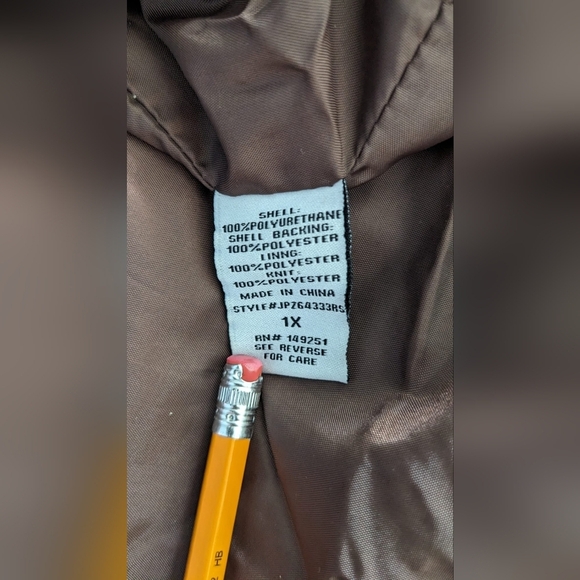 SHELL:
100%POLYURETHANE
SHELL BACKING:
100%POLYESTER
LINNG:
100%POLYESTER
KNIT:
100%POLYESTER
MADE IN CHINA
STYLE#JPZ64333RS
1X
RN# 149251
SEE REVERSE
FOR CARE
HB